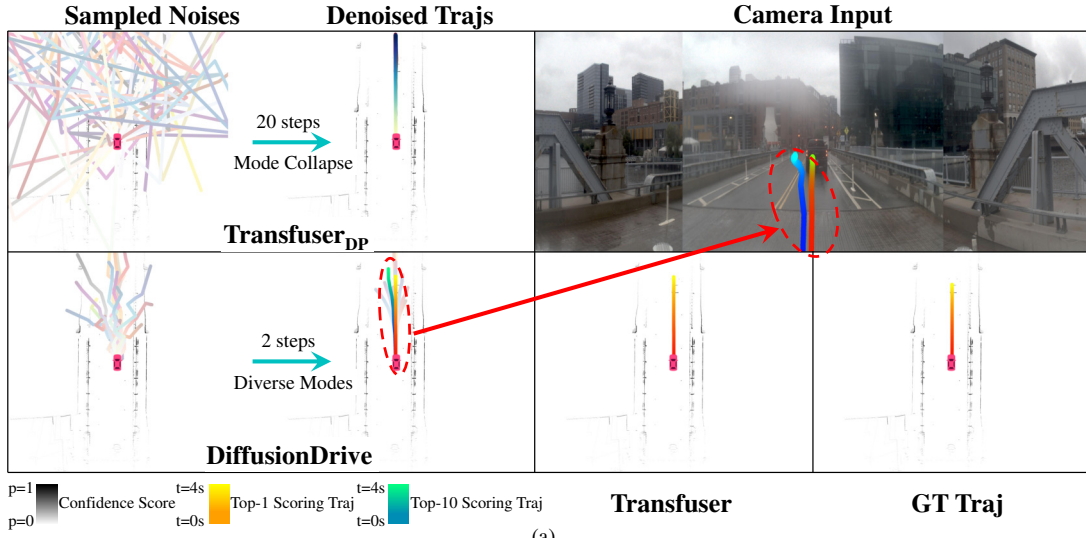 Sampled Noises
Denoised Trajs
Camera Input
20 steps
Mode Collapse
Transfuser_DP
2 steps
Diverse Modes
DiffusionDrive
p=1
p=0
Confidence Score
t=4s
t=0s
Top-1 Scoring Traj
t=4s
t=0s
Top-10 Scoring Traj
Transfuser
GT Traj
(a)